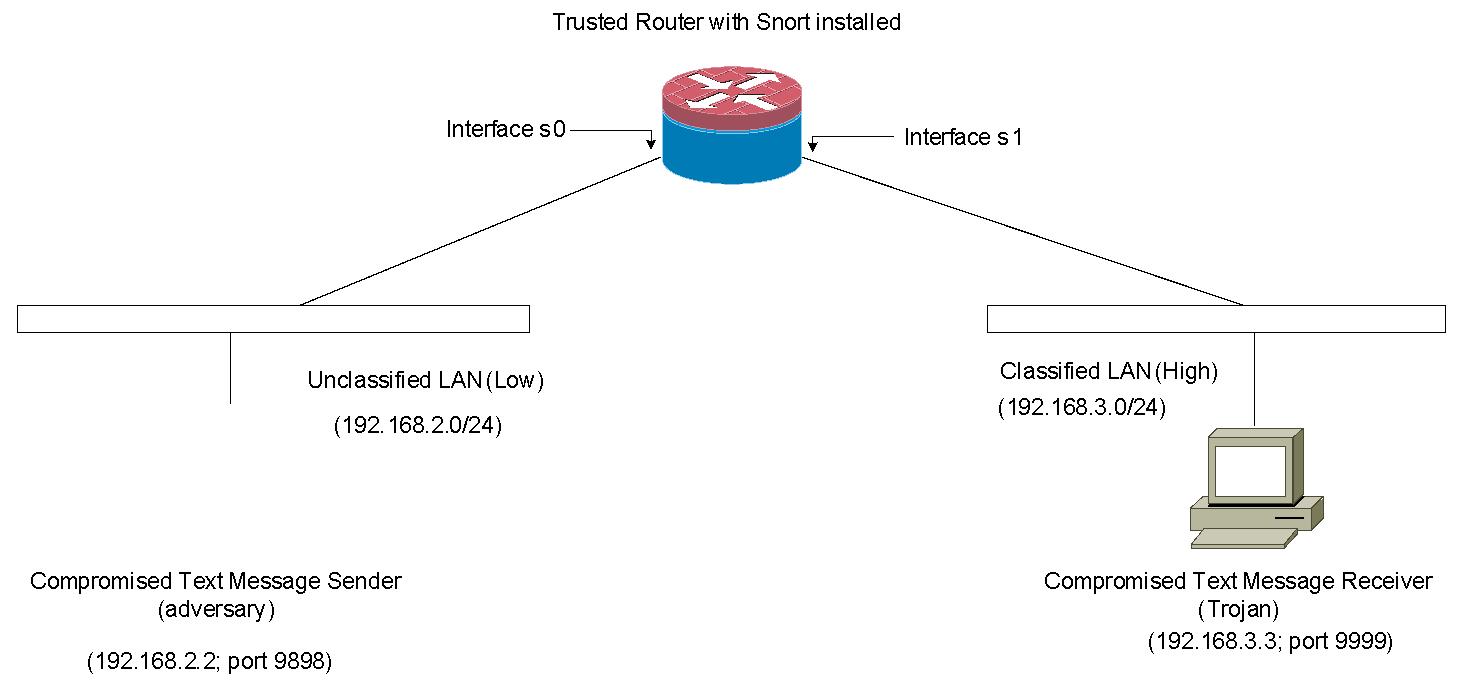 Trusted Router with Snort installed
Interface s0
Interface s1
Unclassified LAN (Low)
(192.168.2.0/24)
Classified LAN (High)
(192.168.3.0/24)
Compromised Text Message Sender
(adversary)
(192.168.2.2; port 9898)
Compromised Text Message Receiver
(Trojan)
(192.168.3.3; port 9999)